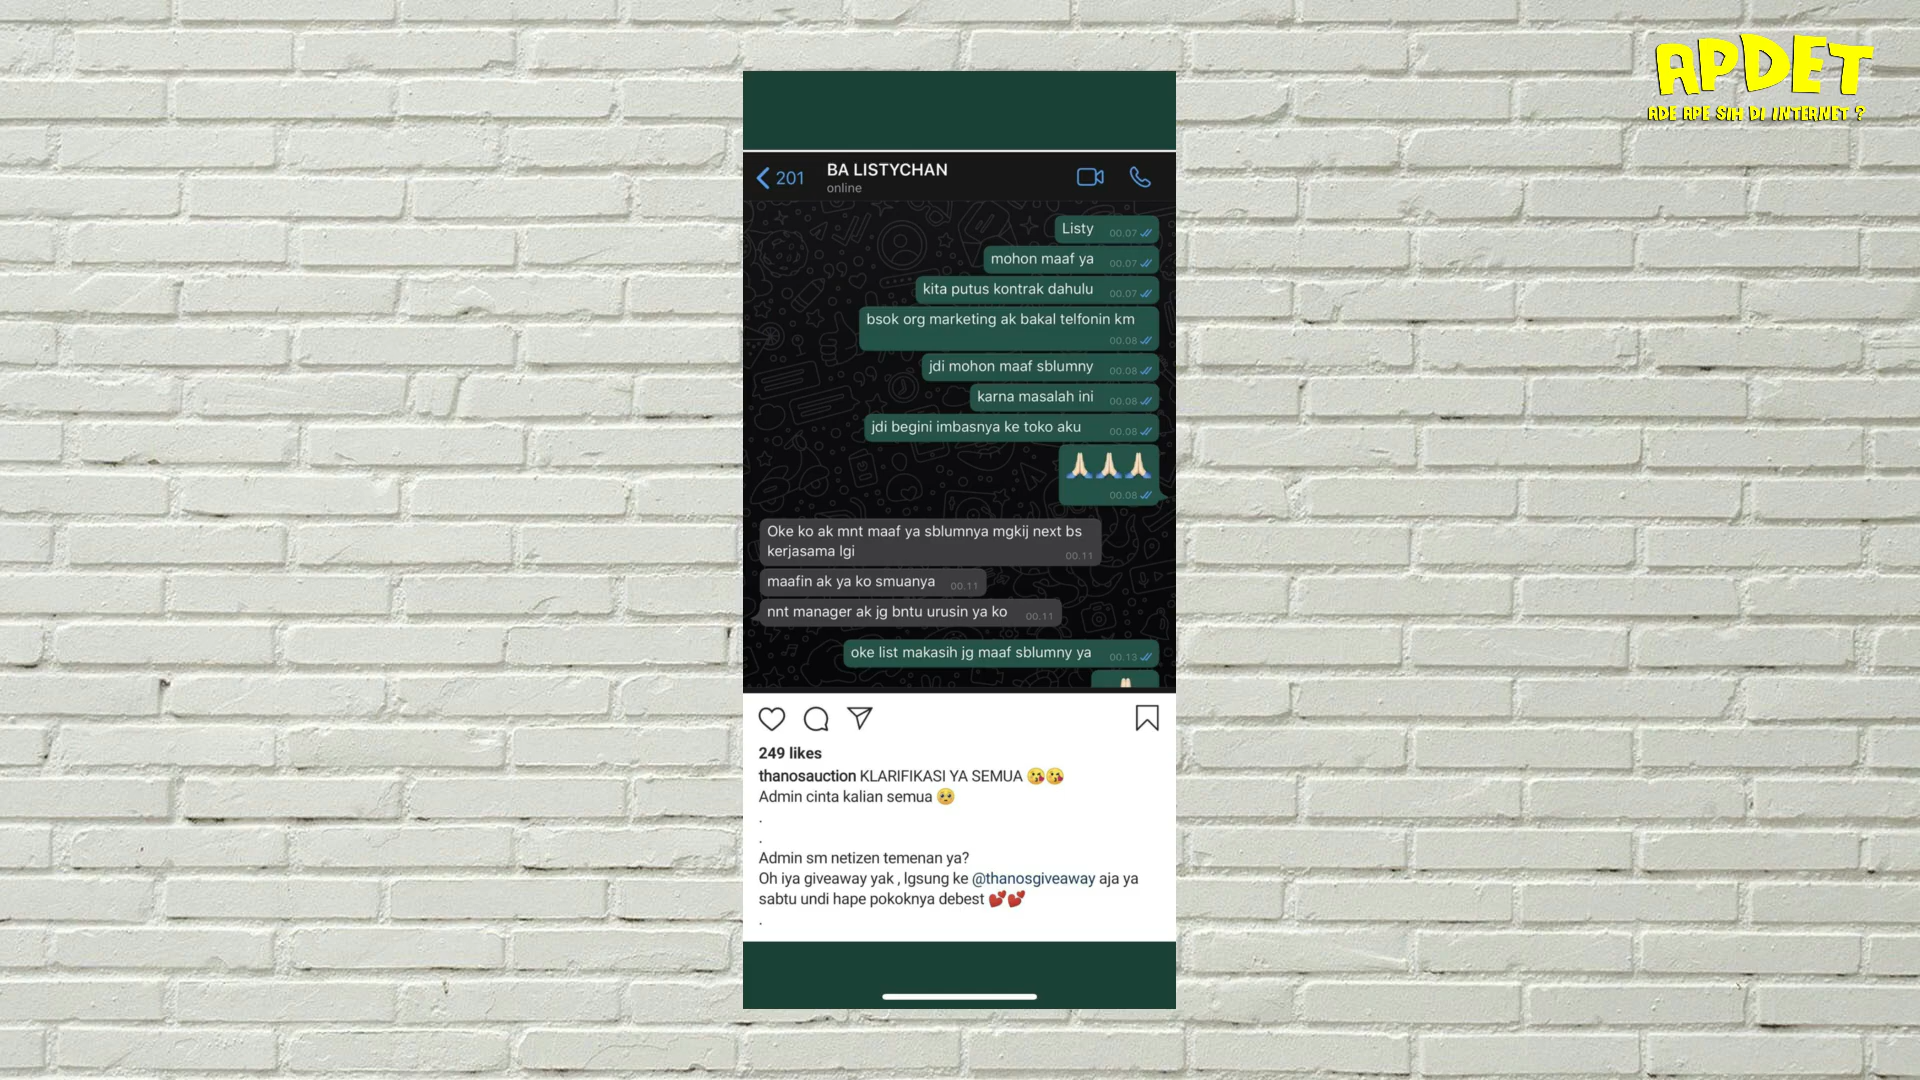 APDET
ADE APE SIH DI INTERNET ?
201
BA LISTYCHAN
online
Listy 00.07
mohon maaf ya 00.07
kita putus kontrak dahulu 00.07
bsok org marketing ak bakal telfonin km
00.08
jdi mohon maaf sblumny 00.08
karna masalah ini 00.08
jdi begini imbasnya ke toko aku 00.08
🙏🏻🙏🏻🙏🏻
00.08
Oke ko ak mnt maaf ya sblumnya mgkij next bs
kerjasama lgi 00.11
maafin ak ya ko smuanya 00.11
nnt manager ak jg bntu urusin ya ko 00.11
oke list makasih jg maaf sblumny ya 00.13
249 likes
thanosauction KLARIFIKASI YA SEMUA 😘😘
Admin cinta kalian semua 🥺
.
.
Admin sm netizen temenan ya?
Oh iya giveaway yak , lgsung ke @thanosgiveaway aja ya
sabtu undi hape pokoknya debest 💕💕
.